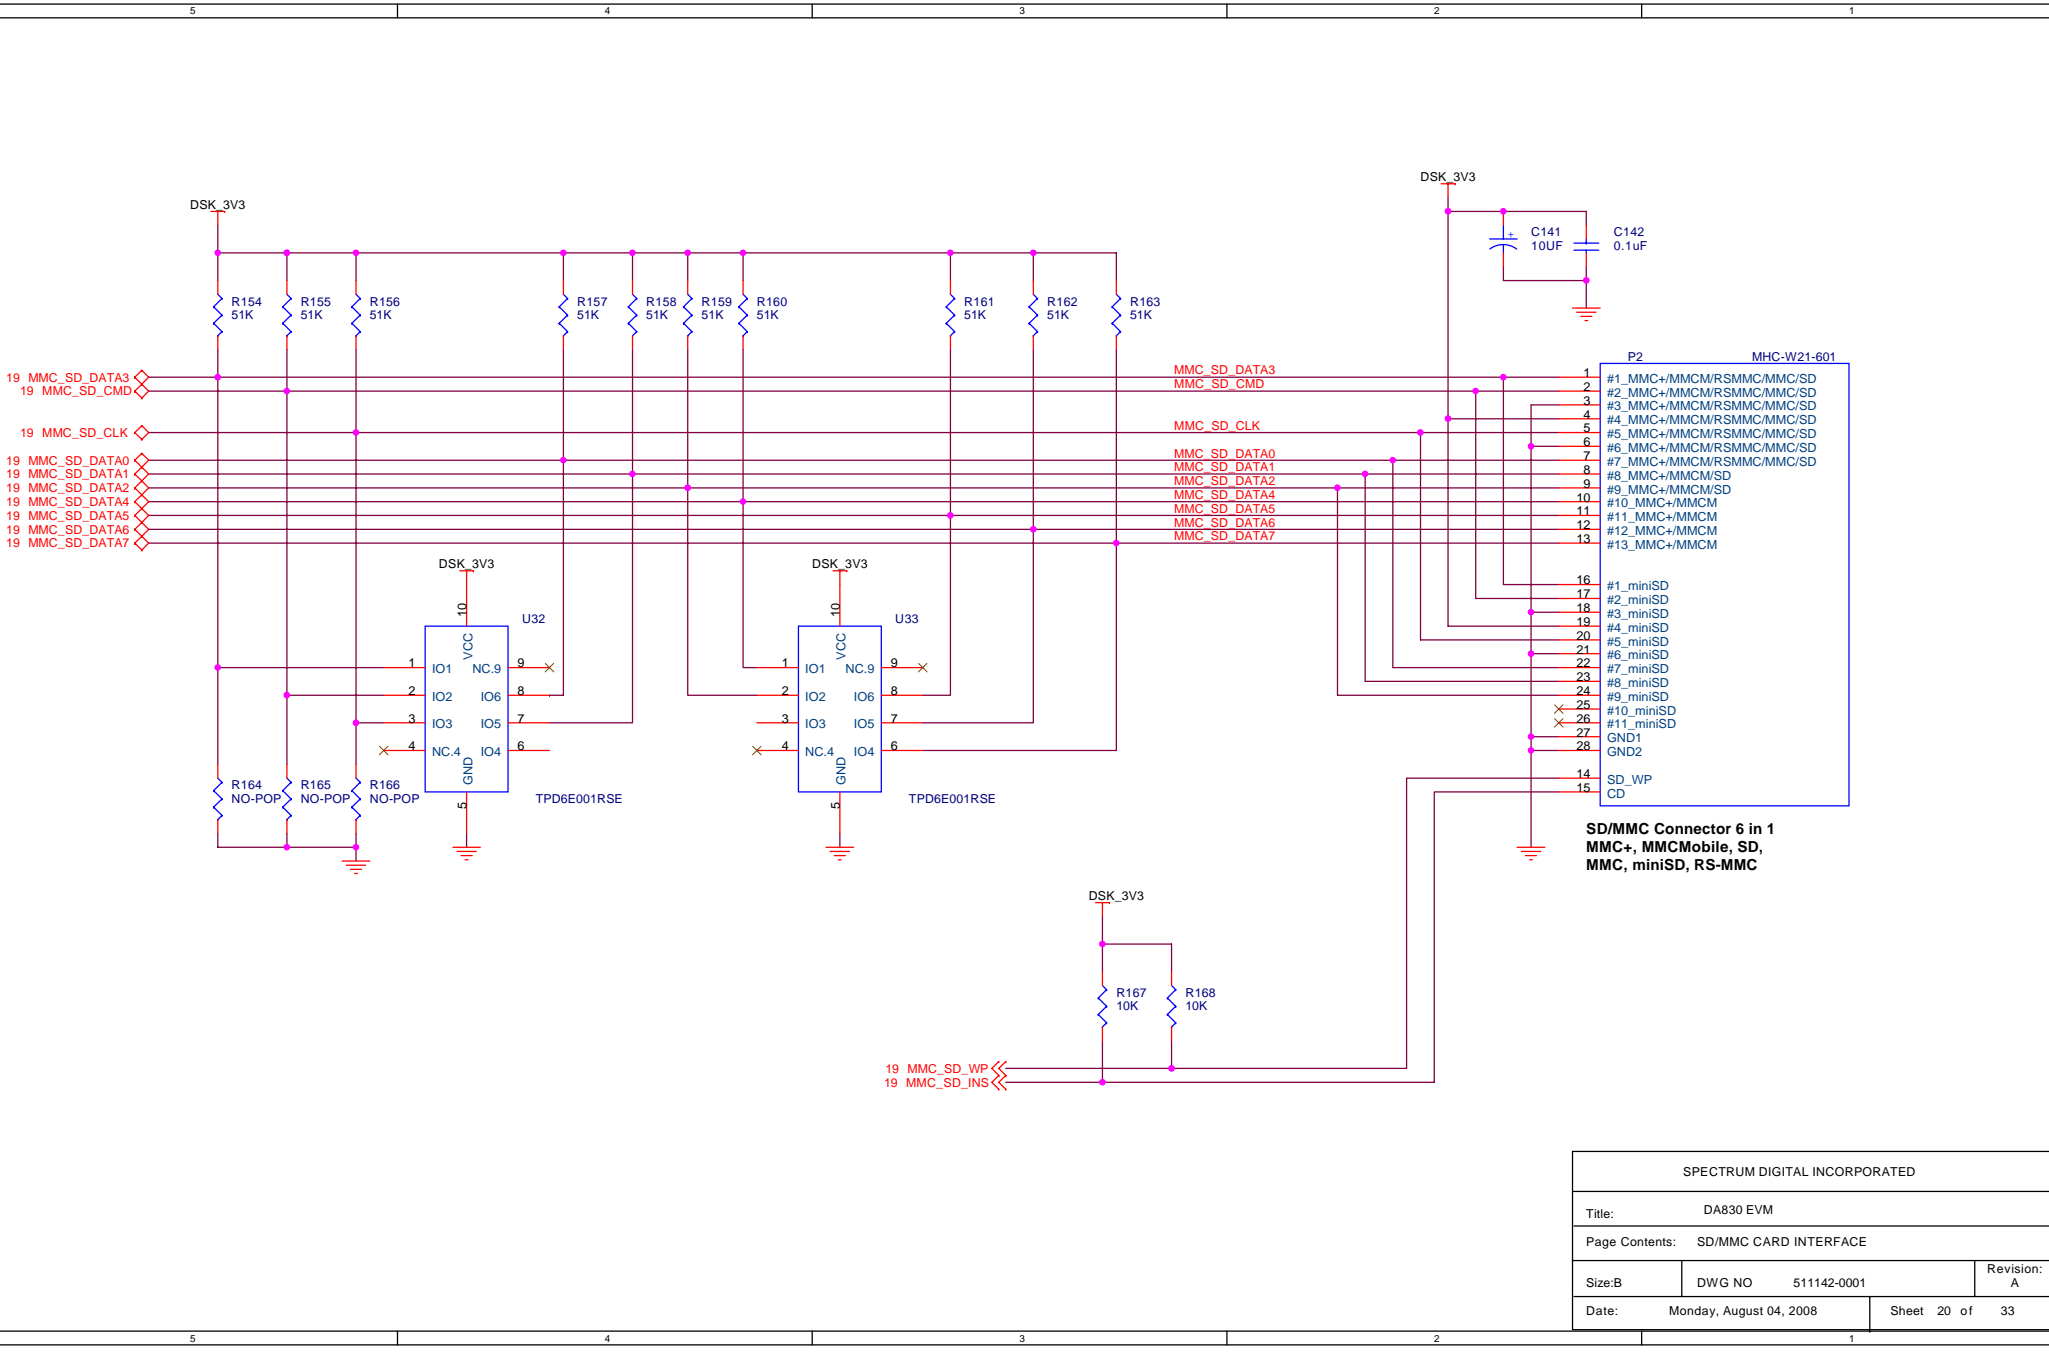 5 4 3 2 1
DSK_3V3
DSK_3V3
C141
10UF
C142
0.1uF
R154
51K
R155
51K
R156
51K
R157
51K
R158
51K
R159
51K
R160
51K
R161
51K
R162
51K
R163
51K
19 MMC_SD_DATA3
19 MMC_SD_CMD
19 MMC_SD_CLK
19 MMC_SD_DATA0
19 MMC_SD_DATA1
19 MMC_SD_DATA2
19 MMC_SD_DATA4
19 MMC_SD_DATA5
19 MMC_SD_DATA6
19 MMC_SD_DATA7
MMC_SD_DATA3
MMC_SD_CMD
MMC_SD_CLK
MMC_SD_DATA0
MMC_SD_DATA1
MMC_SD_DATA2
MMC_SD_DATA4
MMC_SD_DATA5
MMC_SD_DATA6
MMC_SD_DATA7
P2 MHC-W21-601
1 #1_MMC+/MMCM/RSMMC/MMC/SD
2 #2_MMC+/MMCM/RSMMC/MMC/SD
3 #3_MMC+/MMCM/RSMMC/MMC/SD
4 #4_MMC+/MMCM/RSMMC/MMC/SD
5 #5_MMC+/MMCM/RSMMC/MMC/SD
6 #6_MMC+/MMCM/RSMMC/MMC/SD
7 #7_MMC+/MMCM/RSMMC/MMC/SD
8 #8_MMC+/MMCM/SD
9 #9_MMC+/MMCM/SD
10 #10_MMC+/MMCM
11 #11_MMC+/MMCM
12 #12_MMC+/MMCM
13 #13_MMC+/MMCM
16 #1_miniSD
17 #2_miniSD
18 #3_miniSD
19 #4_miniSD
20 #5_miniSD
21 #6_miniSD
22 #7_miniSD
23 #8_miniSD
24 #9_miniSD
25 #10_miniSD
26 #11_miniSD
27 GND1
28 GND2
14 SD_WP
15 CD
SD/MMC Connector 6 in 1
MMC+, MMCMobile, SD,
MMC, miniSD, RS-MMC
DSK_3V3
U32
10 VCC
1 IO1 NC.9 9
2 IO2 IO6 8
3 IO3 IO5 7
4 NC.4 IO4 6
GND 5
TPD6E001RSE
DSK_3V3
U33
10 VCC
1 IO1 NC.9 9
2 IO2 IO6 8
3 IO3 IO5 7
4 NC.4 IO4 6
GND 5
TPD6E001RSE
R164
NO-POP
R165
NO-POP
R166
NO-POP
DSK_3V3
R167
10K
R168
10K
19 MMC_SD_WP
19 MMC_SD_INS
SPECTRUM DIGITAL INCORPORATED
Title: DA830 EVM
Page Contents: SD/MMC CARD INTERFACE
Size:B DWG NO 511142-0001 Revision: A
Date: Monday, August 04, 2008 Sheet 20 of 33
5 4 3 2 1